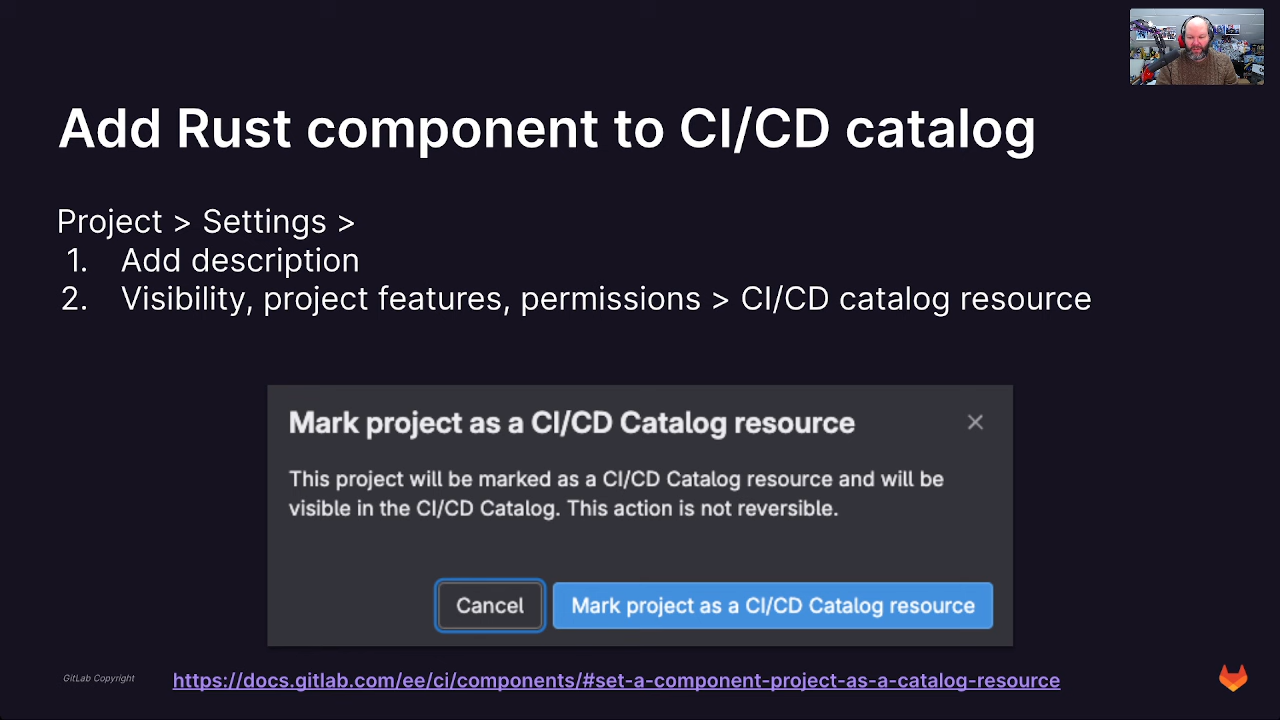 Add Rust component to CI/CD catalog
Project > Settings >
1. Add description
2. Visibility, project features, permissions > CI/CD catalog resource
Mark project as a CI/CD Catalog resource
This project will be marked as a CI/CD Catalog resource and will be
visible in the CI/CD Catalog. This action is not reversible.
Cancel
Mark project as a CI/CD Catalog resource
GitLab Copyright
https://docs.gitlab.com/ee/ci/components/#set-a-component-project-as-a-catalog-resource